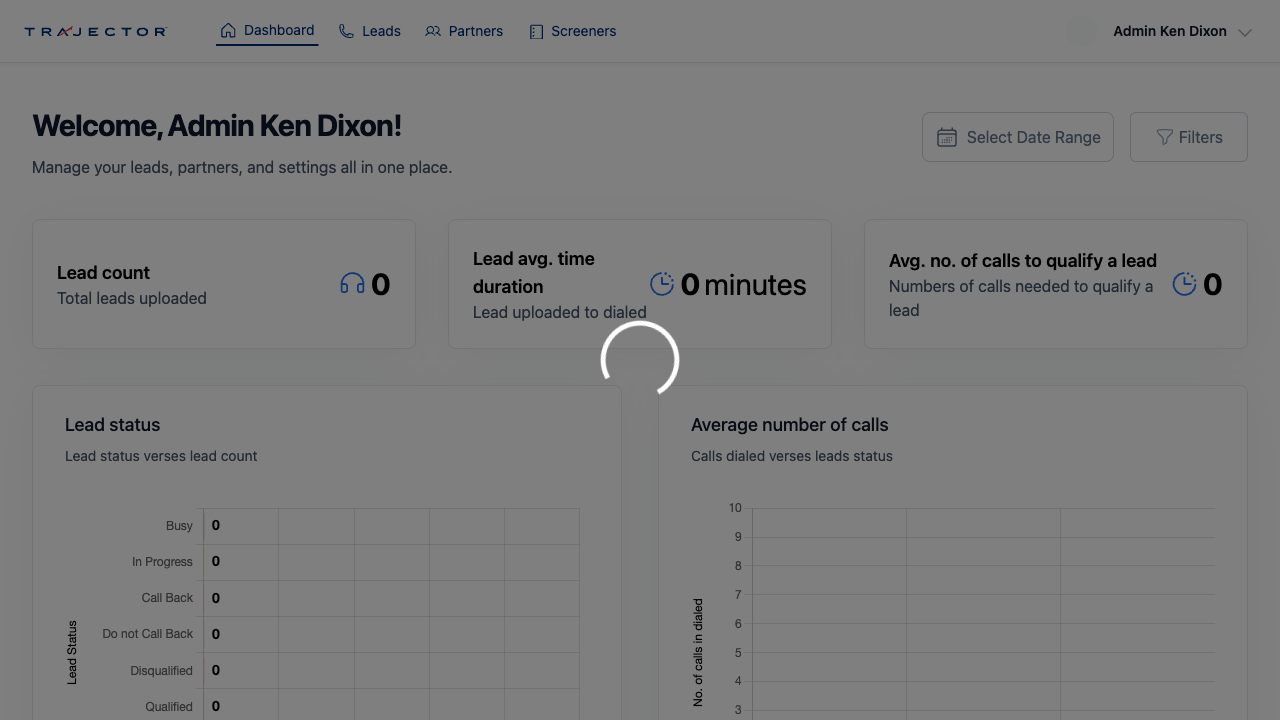 TRAJECTOR
Dashboard
Leads
Partners
Screeners
Admin Ken Dixon
Welcome, Admin Ken Dixon!
Manage your leads, partners, and settings all in one place.
Select Date Range
Filters
Lead count
Total leads uploaded
0
Lead avg. time
duration
Lead uploaded to dialed
0 minutes
Avg. no. of calls to qualify a lead
Numbers of calls needed to qualify a
lead
0
Lead status
Lead status verses lead count
Lead Status
Busy 0
In Progress 0
Call Back 0
Do not Call Back 0
Disqualified 0
Qualified 0
Average number of calls
Calls dialed verses leads status
No. of calls in dialed
10
9
8
7
6
5
4
3